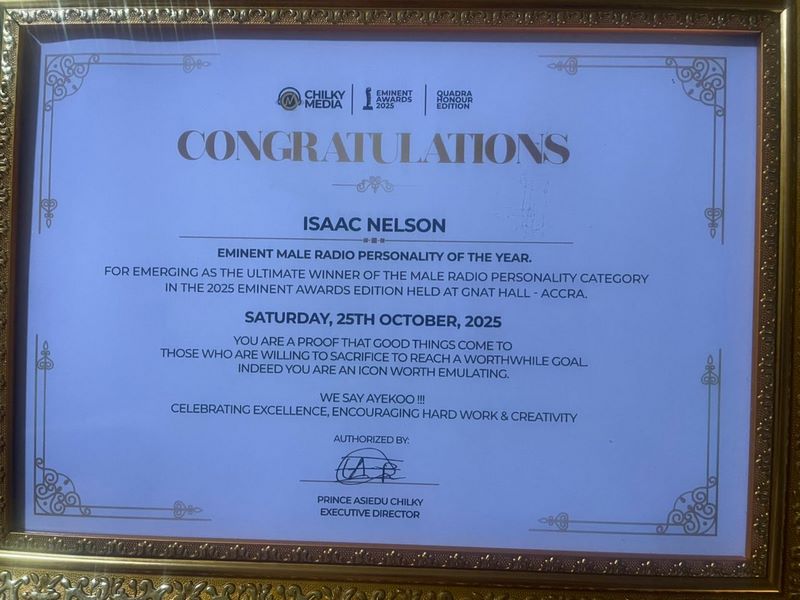 CHILKY MEDIA
EMINENT AWARDS 2025
QUADRA HONOUR EDITION
CONGRATULATIONS
ISAAC NELSON
EMINENT MALE RADIO PERSONALITY OF THE YEAR.
FOR EMERGING AS THE ULTIMATE WINNER OF THE MALE RADIO PERSONALITY CATEGORY
IN THE 2025 EMINENT AWARDS EDITION HELD AT GNAT HALL - ACCRA.
SATURDAY, 25TH OCTOBER, 2025
YOU ARE A PROOF THAT GOOD THINGS COME TO
THOSE WHO ARE WILLING TO SACRIFICE TO REACH A WORTHWHILE GOAL.
INDEED YOU ARE AN ICON WORTH EMULATING.
WE SAY AYEKOO !!!
CELEBRATING EXCELLENCE, ENCOURAGING HARD WORK & CREATIVITY
AUTHORIZED BY:
PRINCE ASIEDU CHILKY
EXECUTIVE DIRECTOR